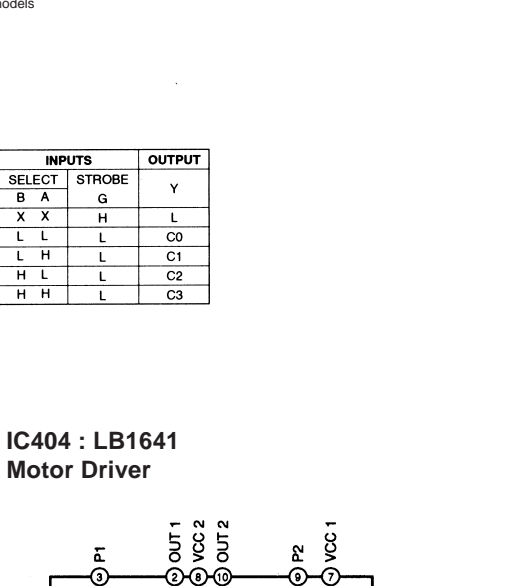 models
INPUTS OUTPUT
SELECT STROBE Y
B A G
X X H L
L L L C0
L H L C1
H L L C2
H H L C3
IC404 : LB1641
Motor Driver
P1 OUT 1 VCC 2 OUT 2 P2 VCC 1
3 2 8 10 9 7